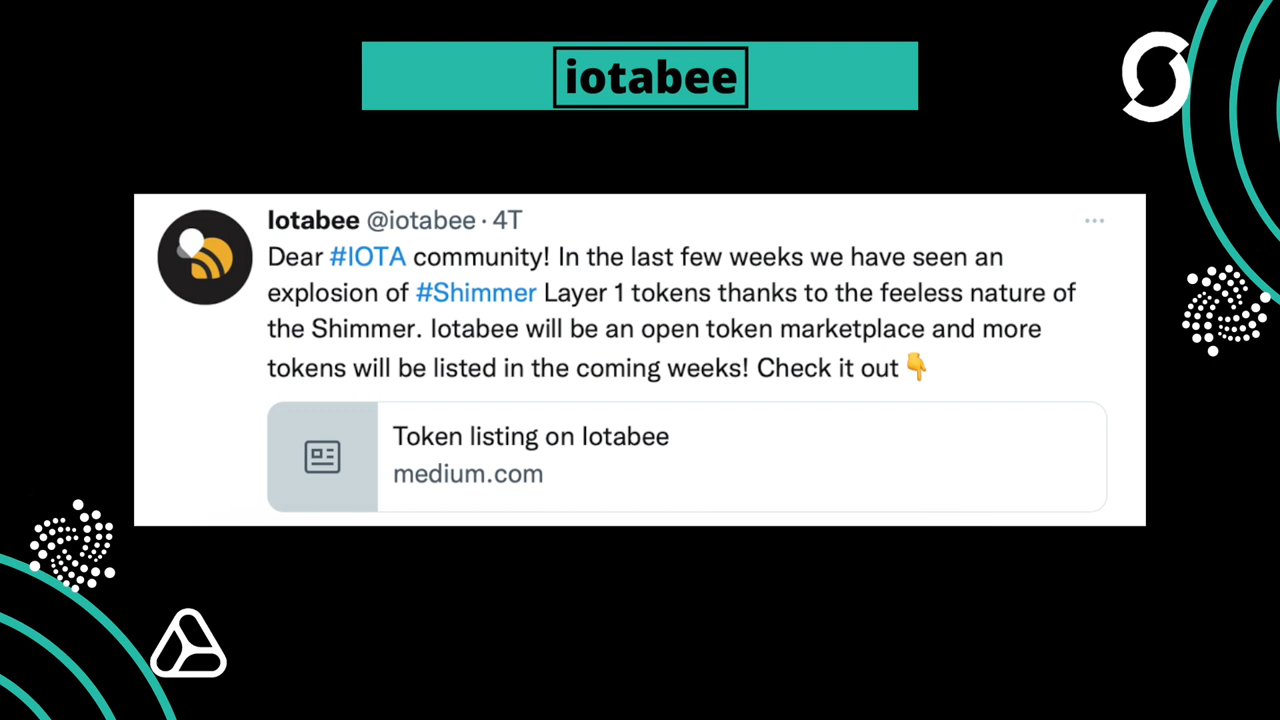 iotabee
Iotabee @iotabee · 4T
Dear #IOTA community! In the last few weeks we have seen an
explosion of #Shimmer Layer 1 tokens thanks to the feeless nature of
the Shimmer. Iotabee will be an open token marketplace and more
tokens will be listed in the coming weeks! Check it out 👇
Token listing on Iotabee
medium.com